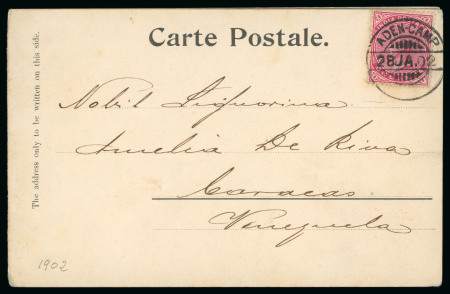 Carte Postale.
ADEN-CAMP
28 JA. 02
The address only to be written on this side.
Nobil Signorina
Amelia De Riva
Caracas
Venezuela
1902